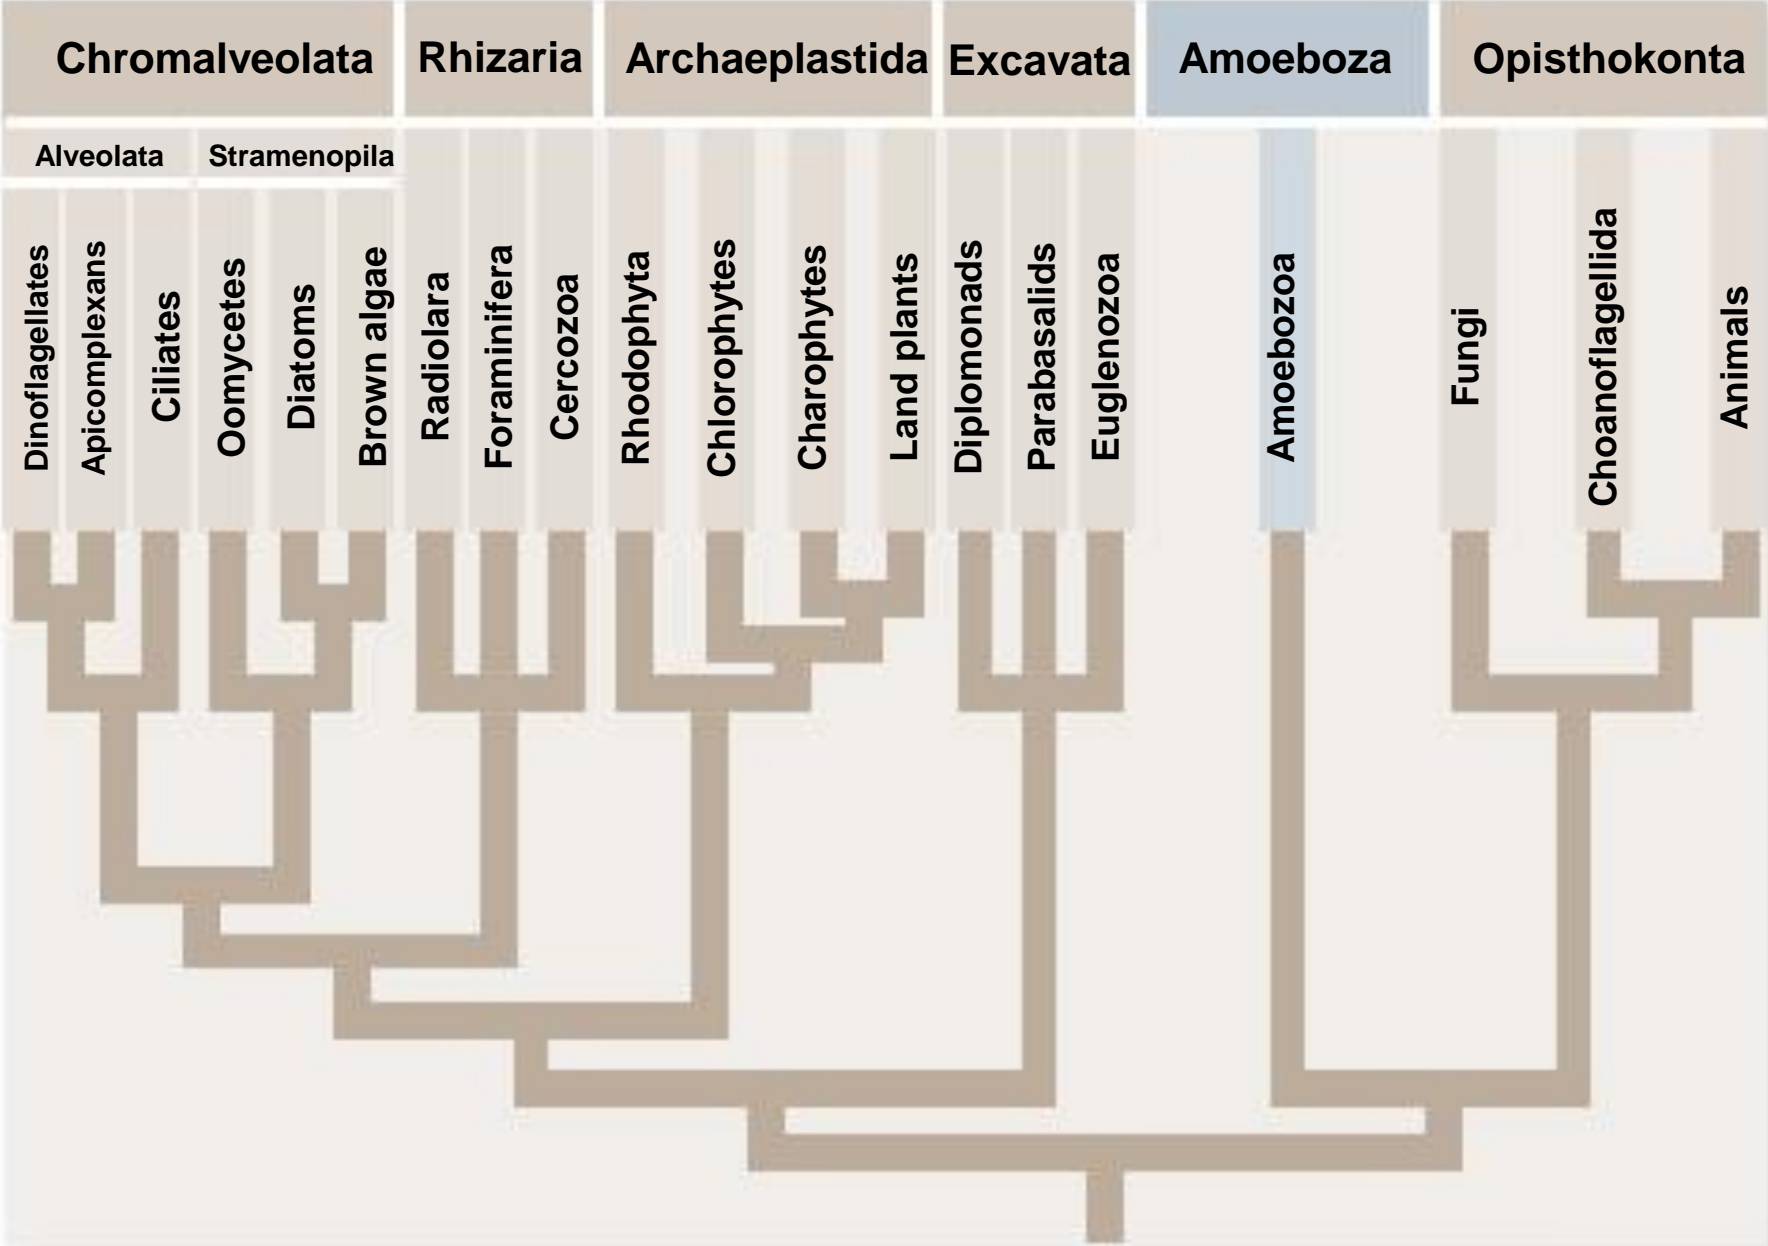 Chromalveolata
Rhizaria
Archaeplastida
Excavata
Amoeboza
Opisthokonta
Alveolata
Stramenopila
Dinoflagellates
Apicomplexans
Ciliates
Oomycetes
Diatoms
Brown algae
Radiolara
Foraminifera
Cercozoa
Rhodophyta
Chlorophytes
Charophytes
Land plants
Diplomonads
Parabasalids
Euglenozoa
Amoebozoa
Fungi
Choanoflagellida
Animals